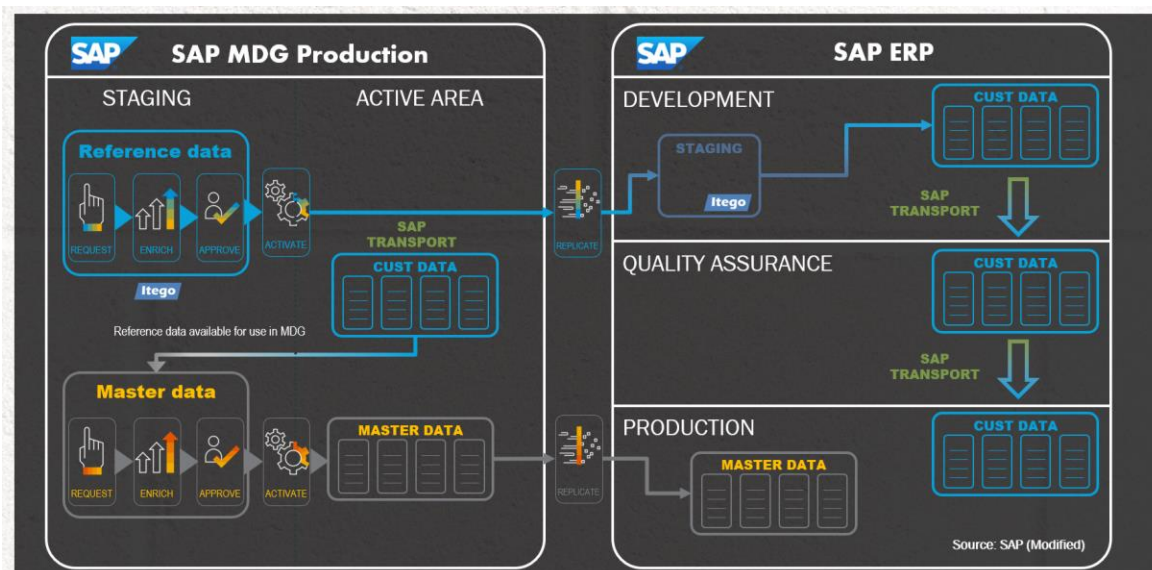 SAP
SAP MDG Production
STAGING
ACTIVE AREA
Reference data
REQUEST
ENRICH
APPROVE
ACTIVATE
Itego
SAP
TRANSPORT
CUST DATA
Reference data available for use in MDG
Master data
REQUEST
ENRICH
APPROVE
ACTIVATE
MASTER DATA
REPLICATE
REPLICATE
SAP
SAP ERP
DEVELOPMENT
STAGING
Itego
CUST DATA
SAP
TRANSPORT
QUALITY ASSURANCE
CUST DATA
SAP
TRANSPORT
PRODUCTION
MASTER DATA
CUST DATA
Source: SAP (Modified)